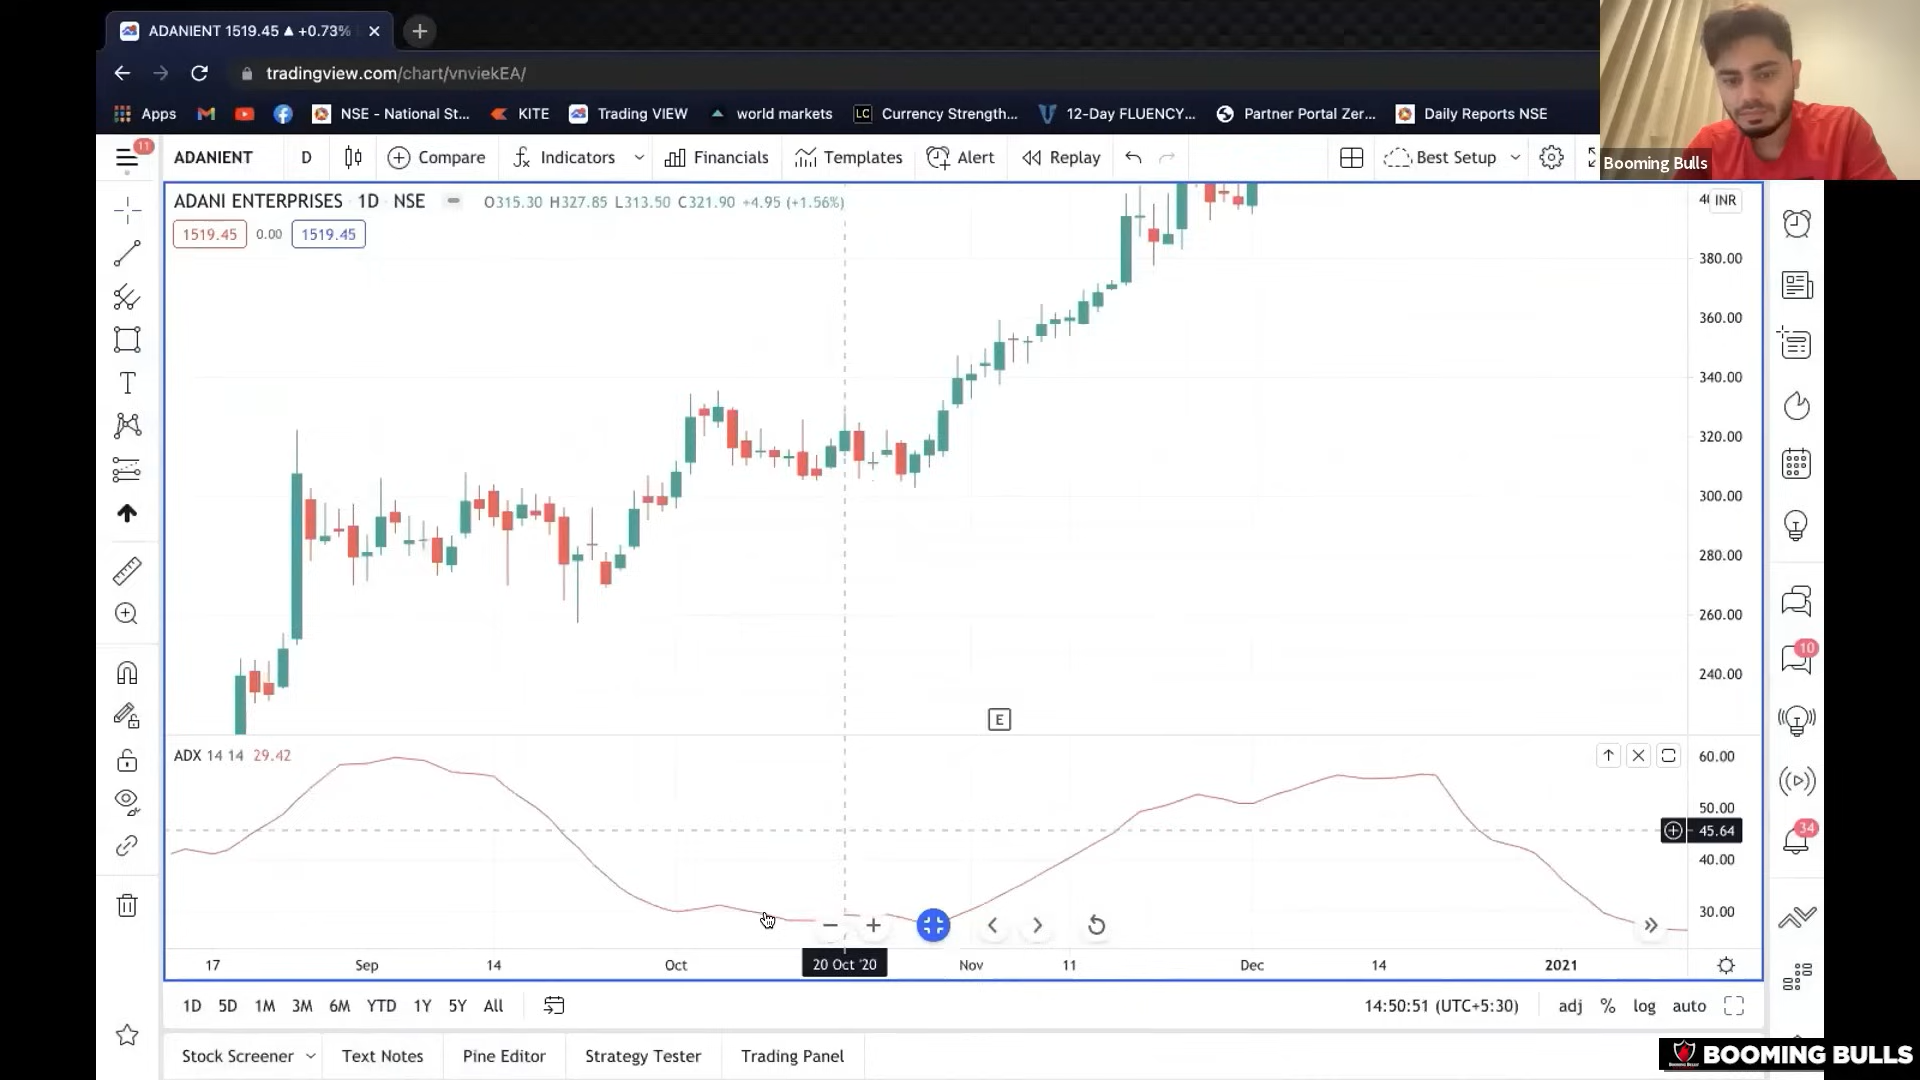 ADANIENT 1519.45 ▲ +0.73%
tradingview.com/chart/vnviekEA/
Apps NSE - National St... KITE Trading VIEW world markets LC Currency Strength... 12-Day FLUENCY... Partner Portal Zer... Daily Reports NSE
Booming Bulls
11 ADANIENT D Compare Indicators Financials Templates Alert Replay Best Setup
ADANI ENTERPRISES 1D NSE O315.30 H327.85 L313.50 C321.90 +4.95 (+1.56%)
INR
1519.45 0.00 1519.45
380.00
360.00
340.00
320.00
300.00
280.00
260.00
240.00
E
10
34
ADX 14 14 29.42
60.00
50.00
45.64
40.00
30.00
17 Sep 14 Oct 20 Oct '20 Nov 11 Dec 14 2021
1D 5D 1M 3M 6M YTD 1Y 5Y All 14:50:51 (UTC+5:30) adj % log auto
Stock Screener Text Notes Pine Editor Strategy Tester Trading Panel
BOOMING BULLS